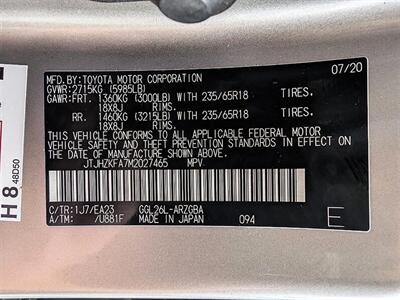 07/20
MFD. BY: TOYOTA MOTOR CORPORATION
GVWR: 2715KG (5985LB)
GAWR: FRT. 1360KG (3000LB) WITH 235/65R18 TIRES,
18X8J RIMS.
RR. 1460KG (3215LB) WITH 235/65R18 TIRES,
18X8J RIMS.
THIS VEHICLE CONFORMS TO ALL APPLICABLE FEDERAL MOTOR
VEHICLE SAFETY AND THEFT PREVENTION STANDARDS IN EFFECT ON
THE DATE OF MANUFACTURE SHOWN ABOVE.
JTJHZKFA7M2027465 MPV
C/TR: 1J7/EA23 GGL26L-ARZGBA
A/TM: /U881F MADE IN JAPAN 094 E
H8
48D50